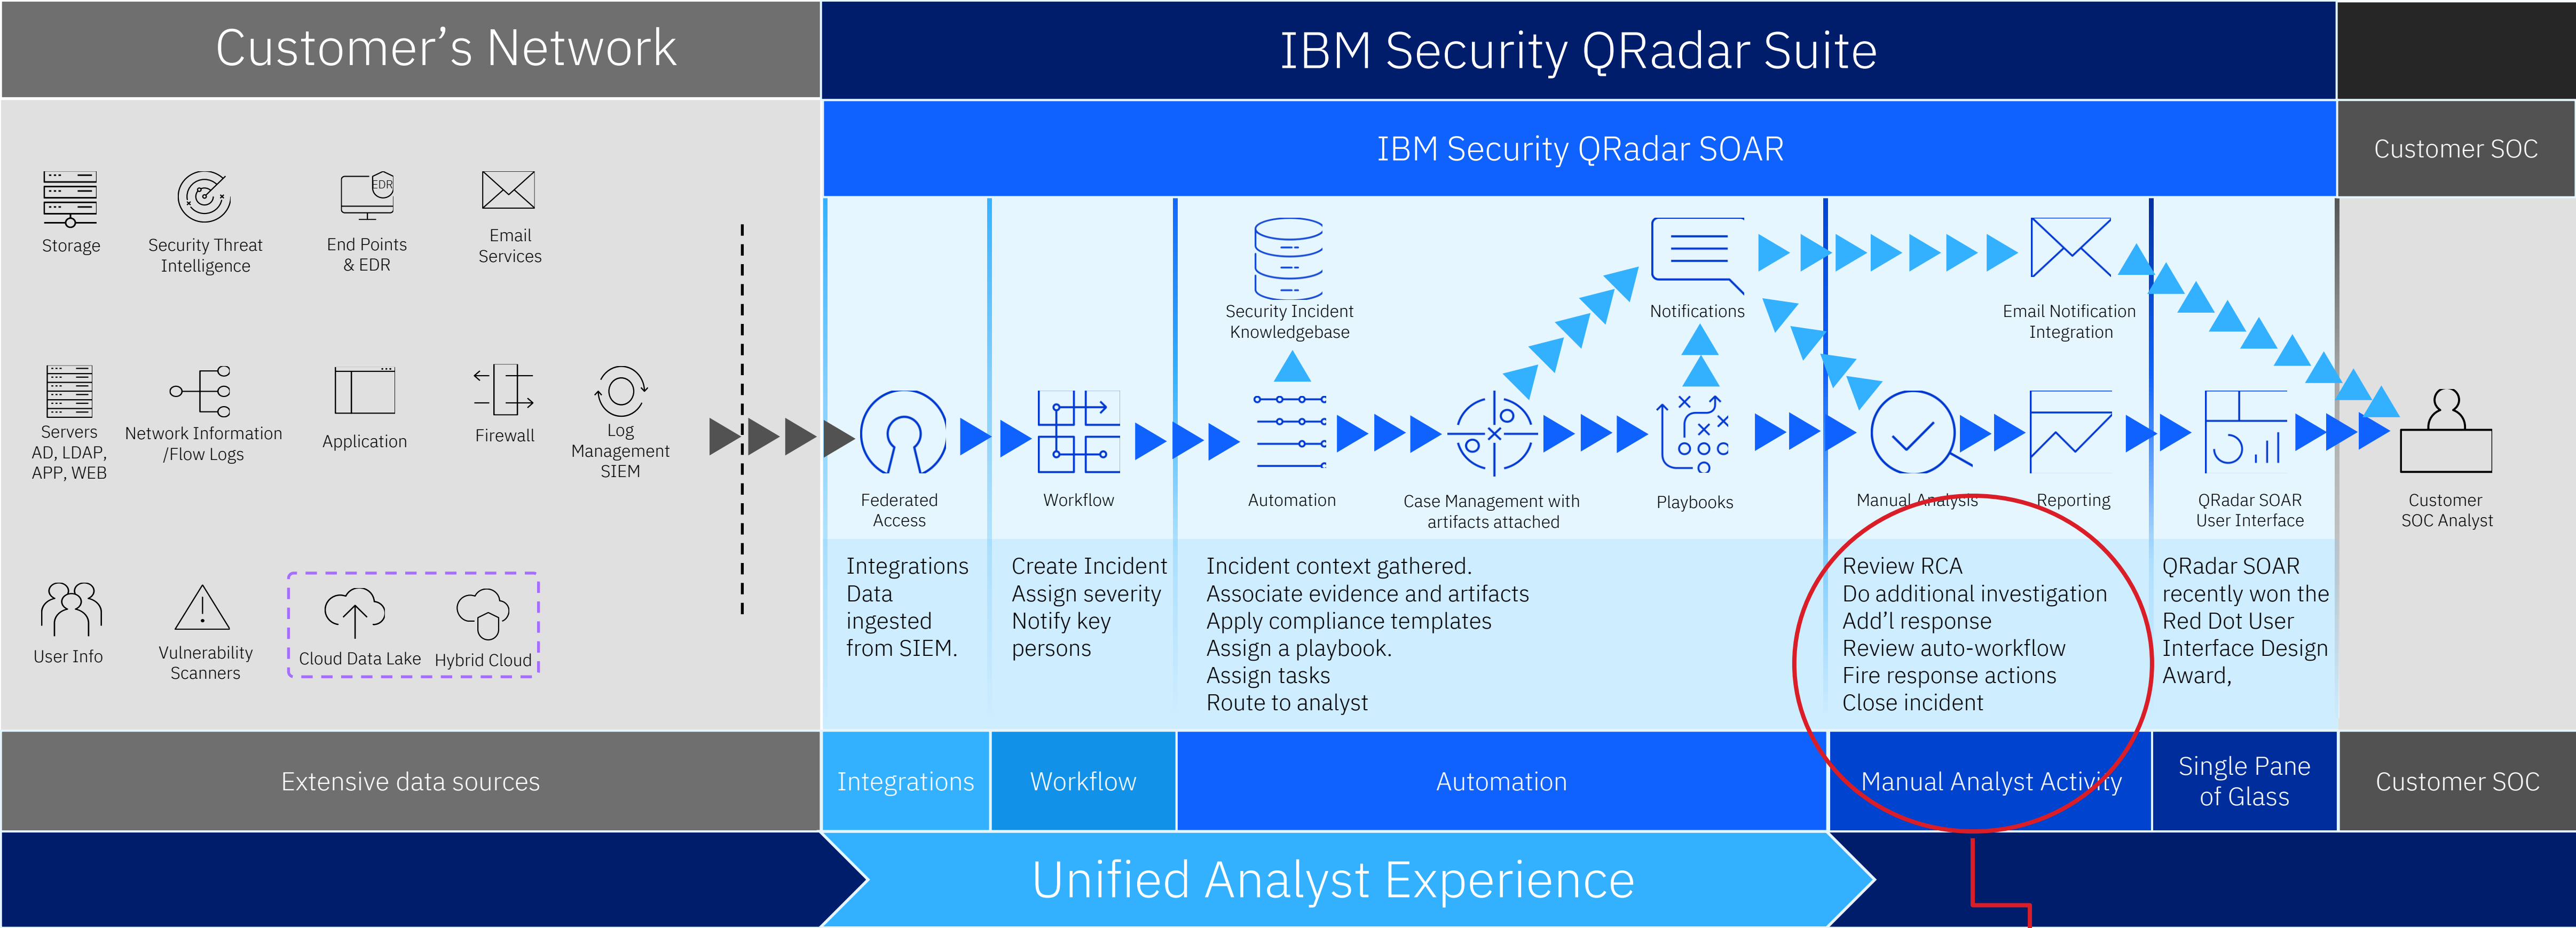 Customer’s Network
IBM Security QRadar Suite
IBM Security QRadar SOAR
Customer SOC
Storage
Security Threat
Intelligence
EDR
End Points
& EDR
Email
Services
Servers
AD, LDAP,
APP, WEB
Network Information
/Flow Logs
Application
Firewall
Log
Management
SIEM
User Info
Vulnerability
Scanners
Cloud Data Lake
Hybrid Cloud
Security Incident
Knowledgebase
Notifications
Email Notification
Integration
Federated
Access
Workflow
Automation
Case Management with
artifacts attached
Playbooks
Manual Analysis
Reporting
QRadar SOAR
User Interface
Customer
SOC Analyst
Integrations
Data
ingested
from SIEM.
Create Incident
Assign severity
Notify key
persons
Incident context gathered.
Associate evidence and artifacts
Apply compliance templates
Assign a playbook.
Assign tasks
Route to analyst
Review RCA
Do additional investigation
Add’l response
Review auto-workflow
Fire response actions
Close incident
QRadar SOAR
recently won the
Red Dot User
Interface Design
Award,
Extensive data sources
Integrations
Workflow
Automation
Manual Analyst Activity
Single Pane
of Glass
Customer SOC
Unified Analyst Experience